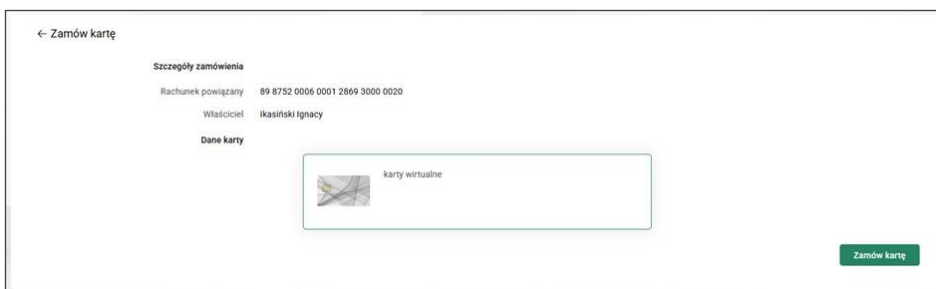 ← Zamów kartę
Szczegóły zamówienia
Rachunek powiązany 89 8752 0006 0001 2869 3000 0020
Właściciel Ikasiński Ignacy
Dane karty
karty wirtualne
Zamów kartę